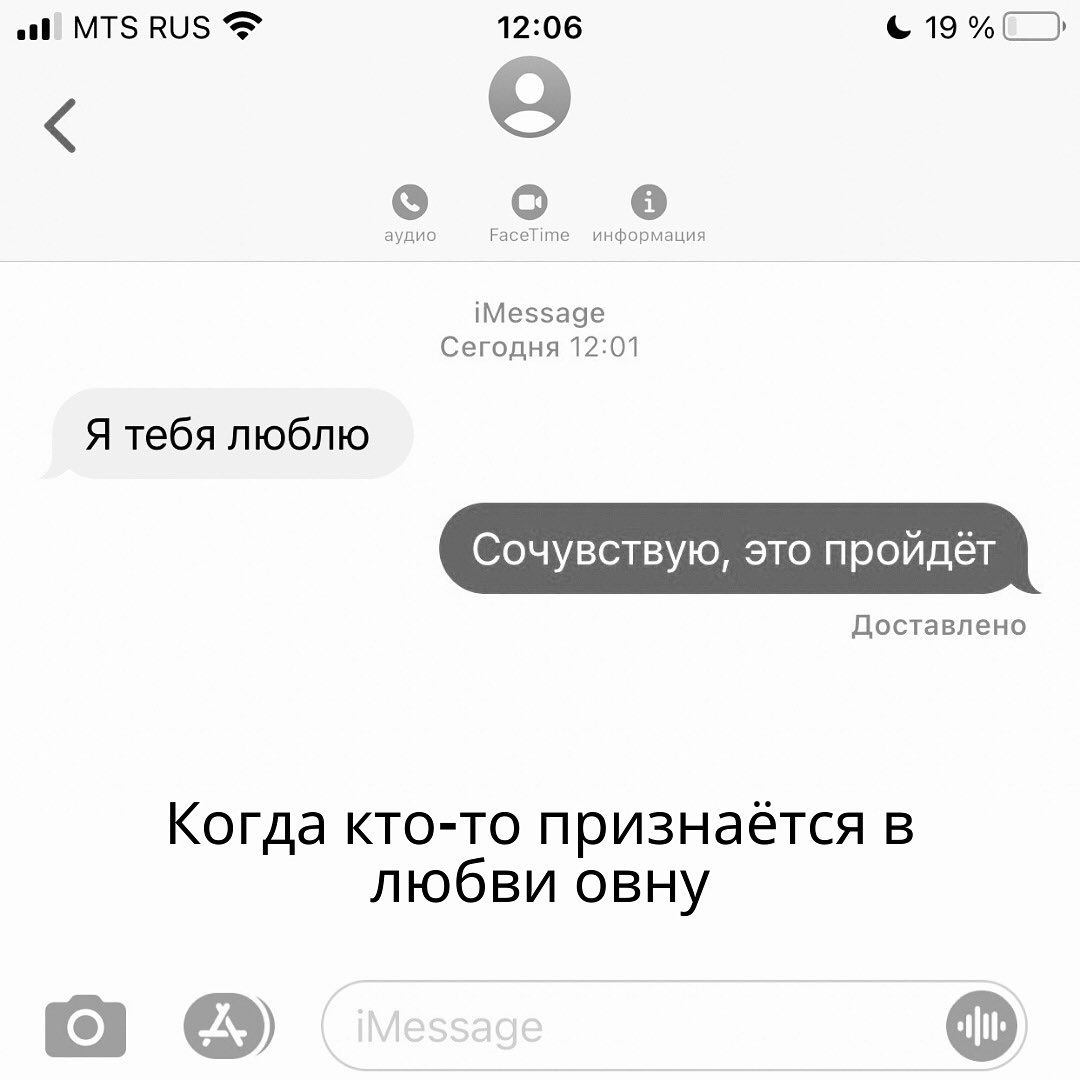 MTS RUS 12:06 19 %
аудио FaceTime информация
iMessage
Сегодня 12:01
Я тебя люблю
Сочувствую, это пройдёт
Доставлено
Когда кто-то признаётся в
любви овну
iMessage